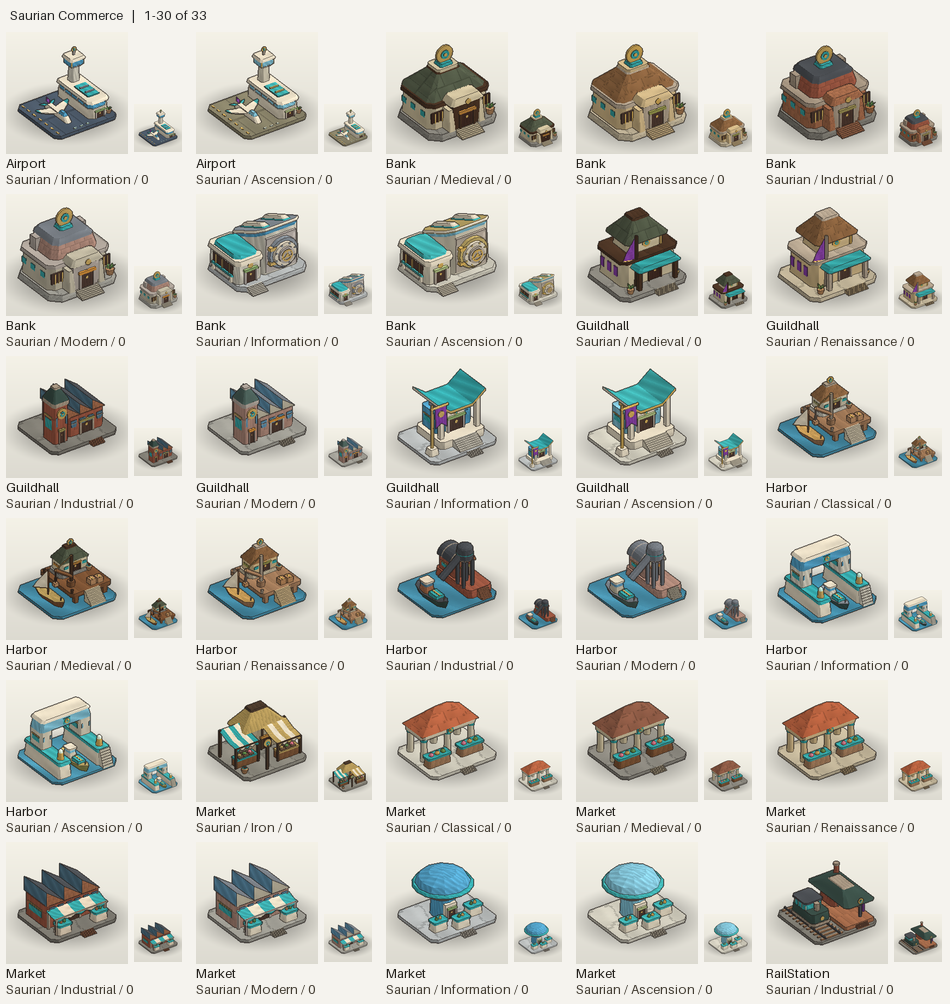 Saurian Commerce | 1-30 of 33
Airport
Saurian / Information / 0
Airport
Saurian / Ascension / 0
Bank
Saurian / Medieval / 0
Bank
Saurian / Renaissance / 0
Bank
Saurian / Industrial / 0
Bank
Saurian / Modern / 0
Bank
Saurian / Information / 0
Bank
Saurian / Ascension / 0
Guildhall
Saurian / Medieval / 0
Guildhall
Saurian / Renaissance / 0
Guildhall
Saurian / Industrial / 0
Guildhall
Saurian / Modern / 0
Guildhall
Saurian / Information / 0
Guildhall
Saurian / Ascension / 0
Harbor
Saurian / Classical / 0
Harbor
Saurian / Medieval / 0
Harbor
Saurian / Renaissance / 0
Harbor
Saurian / Industrial / 0
Harbor
Saurian / Modern / 0
Harbor
Saurian / Information / 0
Harbor
Saurian / Ascension / 0
Market
Saurian / Iron / 0
Market
Saurian / Classical / 0
Market
Saurian / Medieval / 0
Market
Saurian / Renaissance / 0
Market
Saurian / Industrial / 0
Market
Saurian / Modern / 0
Market
Saurian / Information / 0
Market
Saurian / Ascension / 0
RailStation
Saurian / Industrial / 0